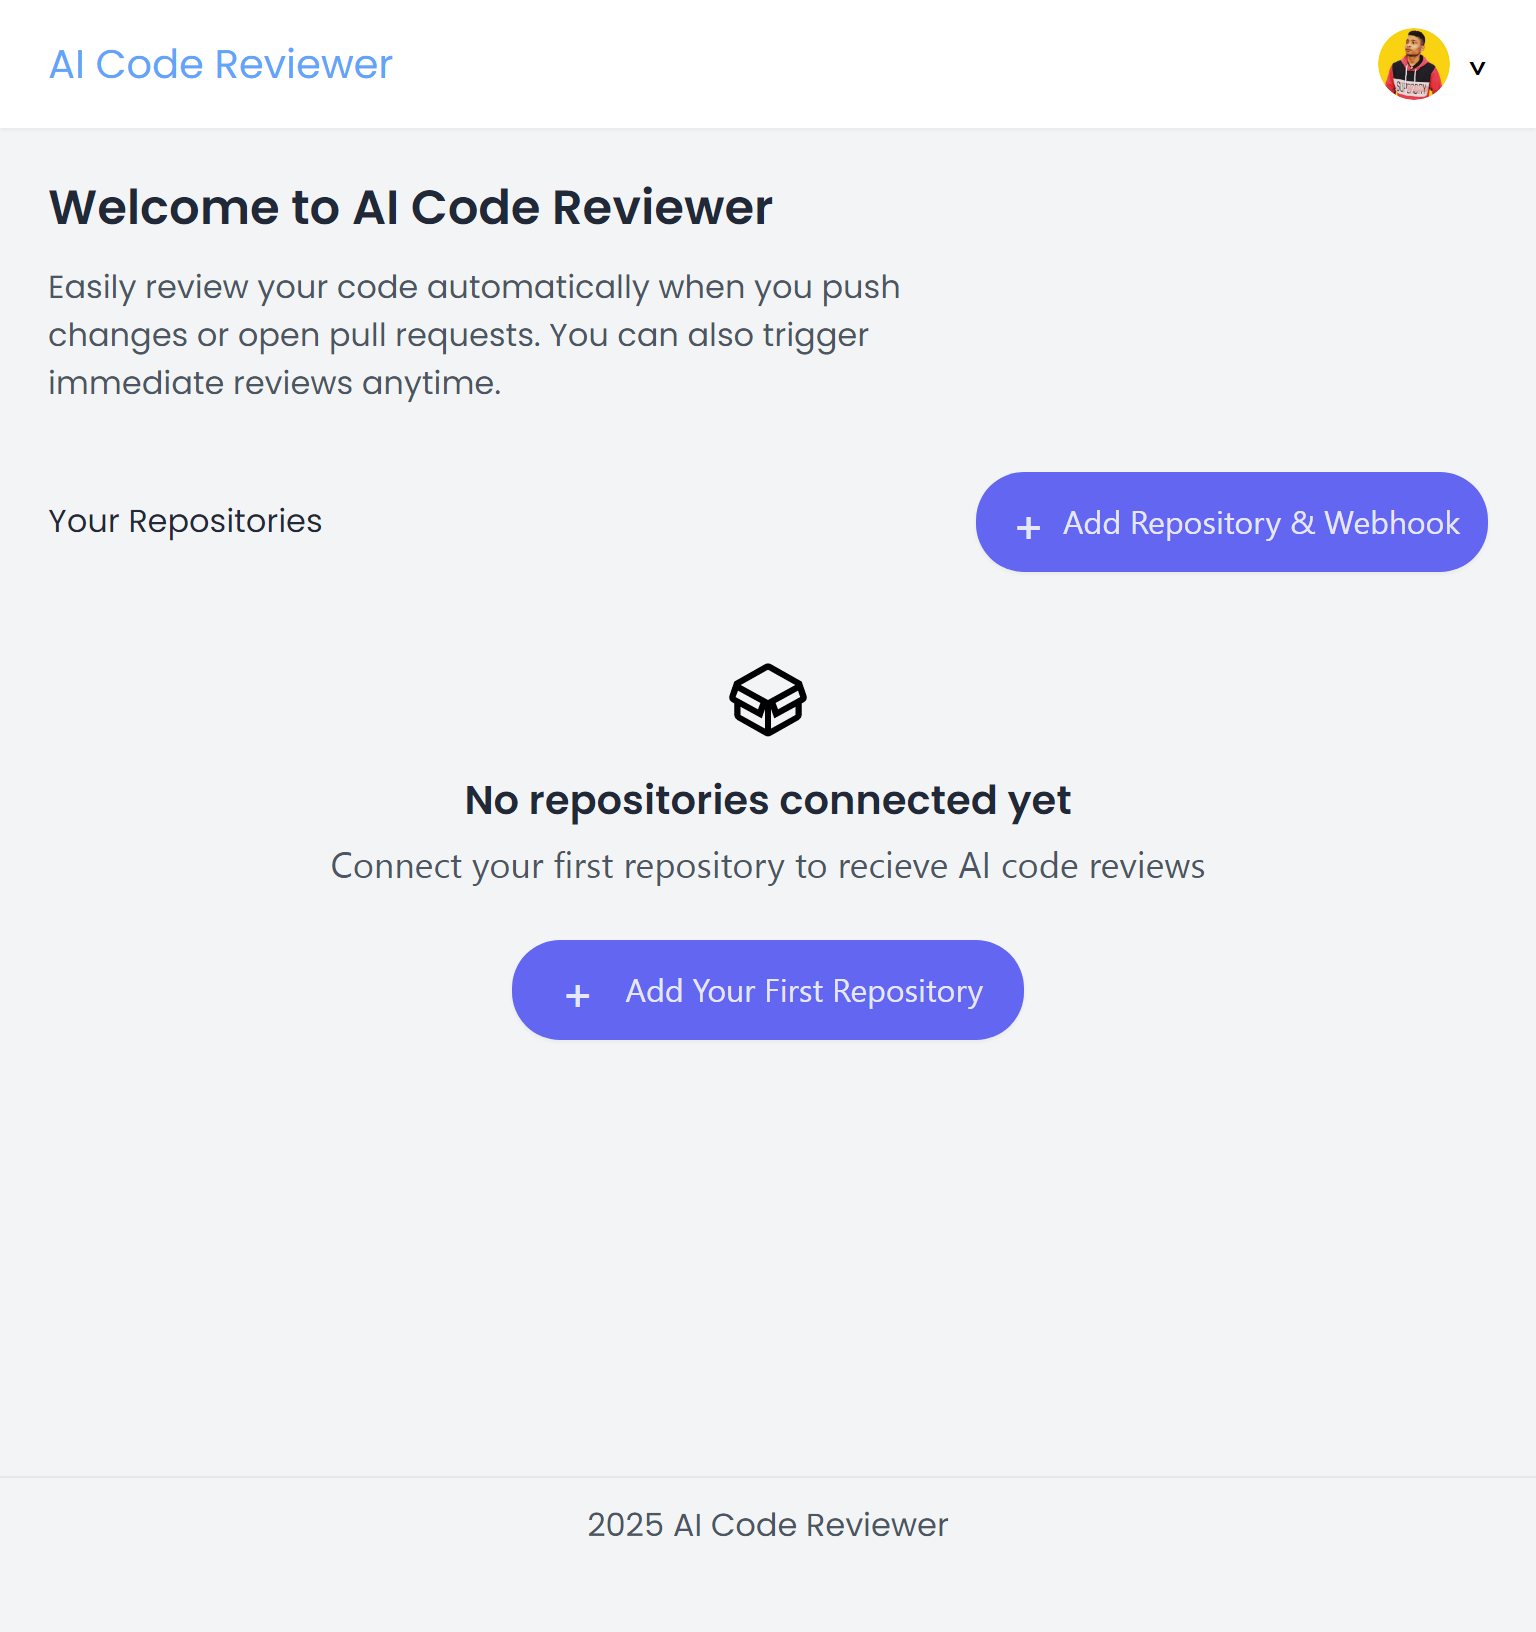 AI Code Reviewer
Welcome to AI Code Reviewer
Easily review your code automatically when you push
changes or open pull requests. You can also trigger
immediate reviews anytime.
Your Repositories
+ Add Repository & Webhook
No repositories connected yet
Connect your first repository to recieve AI code reviews
+ Add Your First Repository
2025 AI Code Reviewer